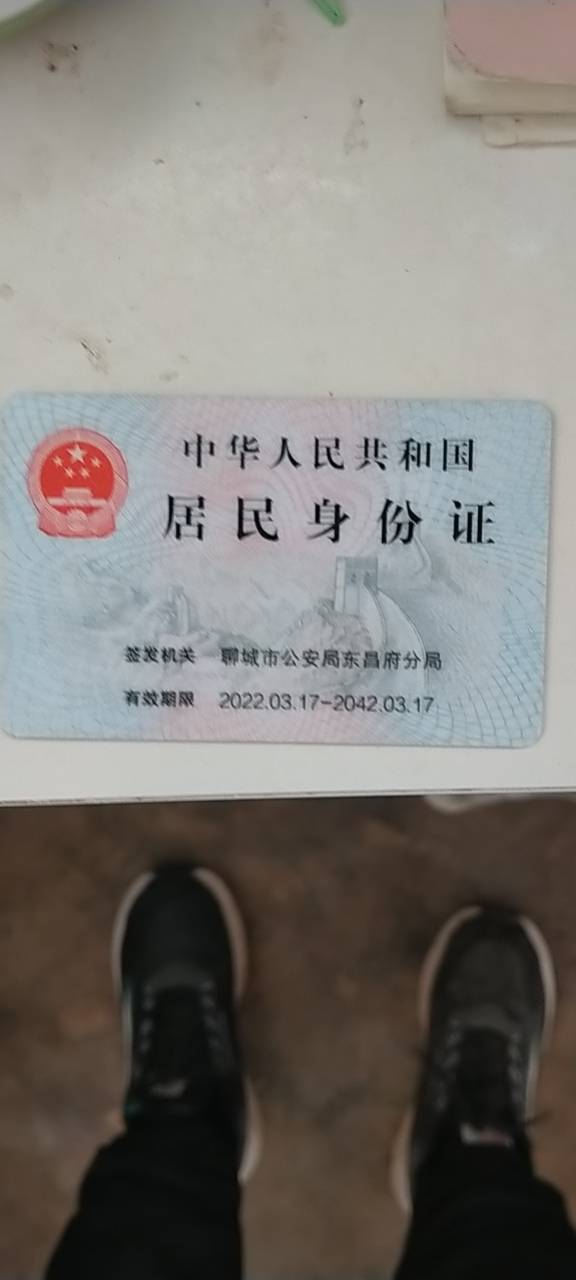 中华人民共和国
居民身份证
签发机关 聊城市公安局东昌府分局
有效期限 2022.03.17-2042.03.17